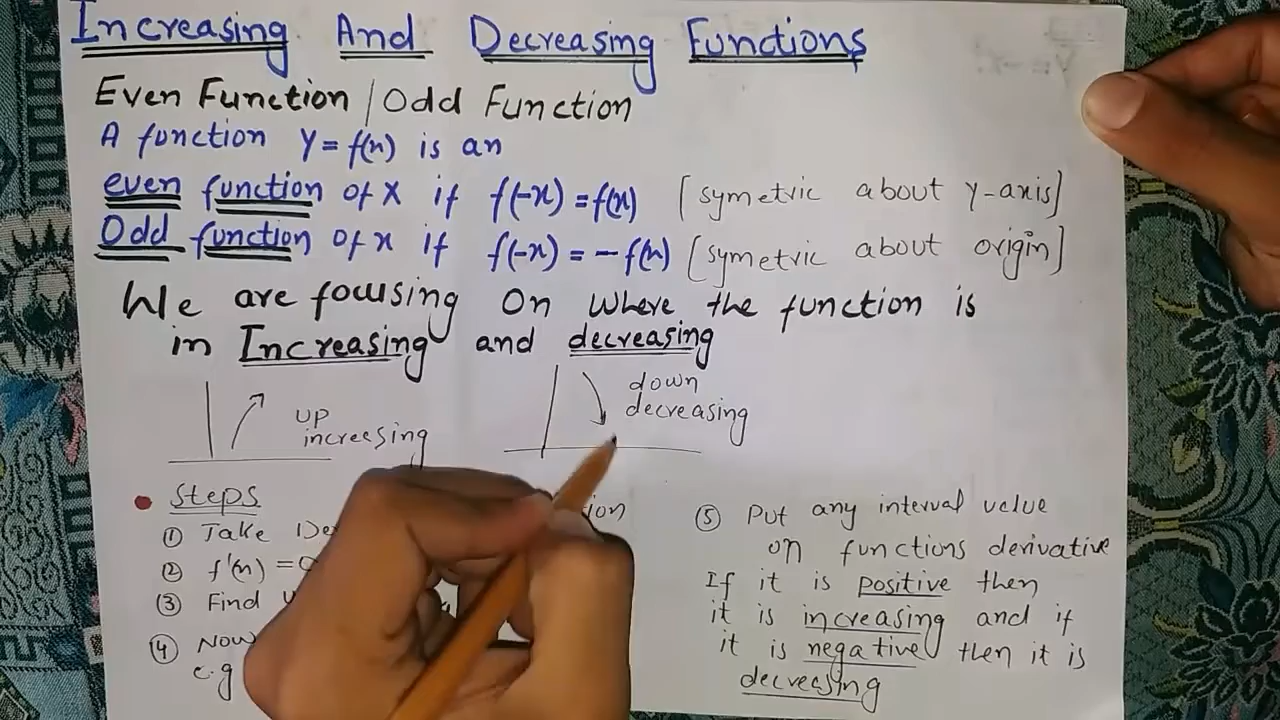 Increasing And Decreasing Functions
Even Function / Odd Function
A function Y = f(n) is an
even function of X if f(-x) = f(x) [symetric about Y-axis]
Odd function of x if f(-x) = -f(x) [symetric about origin]
We are focusing On Where the function is
in Increasing and decreasing
up
increesing
down
decreasing
Steps
① Take
② f'(n) =
③ Find
④ Now
e.g
⑤ Put any interval value
on functions derivative
If it is positive then
it is increasing and if
it is negative then it is
decreasing